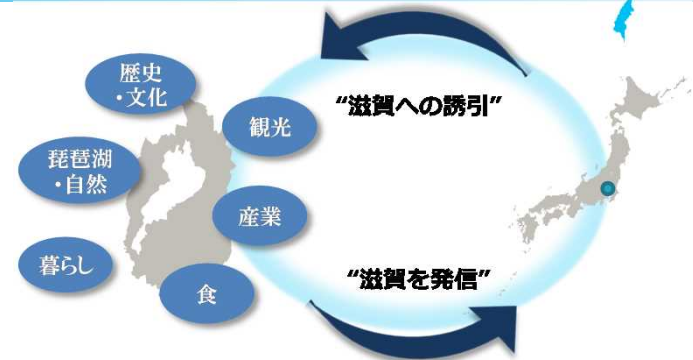 歴史
・文化
観光
琵琶湖
・自然
産業
暮らし
食
“滋賀への誘引”
“滋賀を発信”